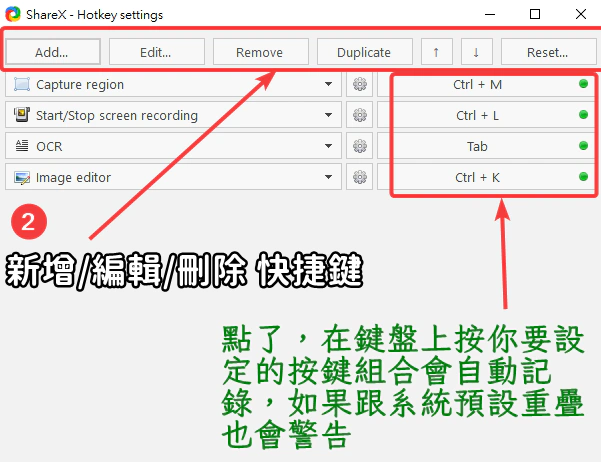 ShareX - Hotkey settings
Add... Edit... Remove Duplicate ↑ ↓ Reset...
Capture region Ctrl + M
Start/Stop screen recording Ctrl + L
OCR Tab
Image editor Ctrl + K
2
新增/編輯/刪除 快捷鍵
點了，在鍵盤上按你要設
定的按鍵組合會自動記
錄，如果跟系統預設重疊
也會警告